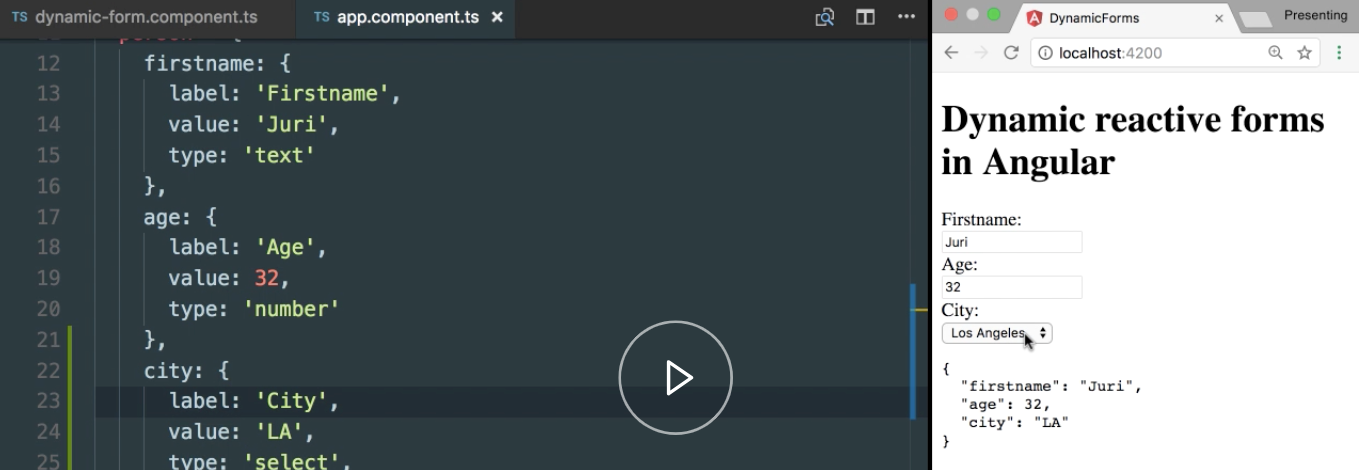 TS dynamic-form.component.ts TS app.component.ts ×
12 firstname: {
13 label: 'Firstname',
14 value: 'Juri',
15 type: 'text'
16 },
17 age: {
18 label: 'Age',
19 value: 32,
20 type: 'number'
21 },
22 city: {
23 label: 'City',
24 value: 'LA',
25 type: 'select',
DynamicForms × Presenting
localhost:4200
Dynamic reactive forms
in Angular
Firstname:
Juri
Age:
32
City:
Los Angeles
{
"firstname": "Juri",
"age": 32,
"city": "LA"
}